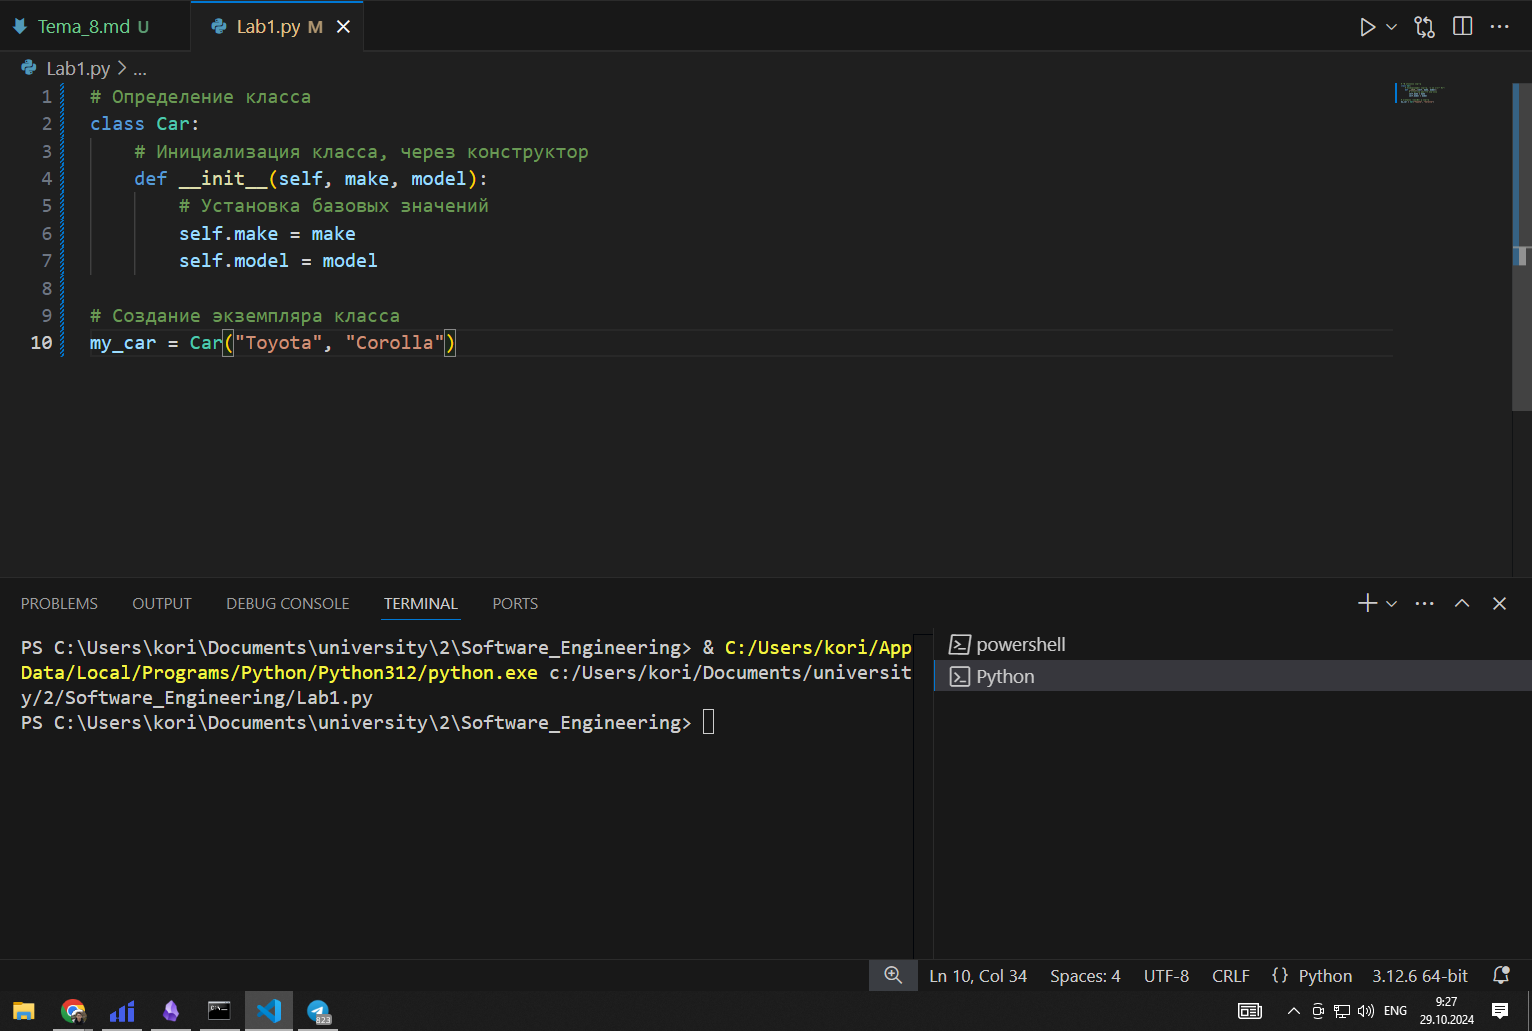 Tema_8.md U
Lab1.py M
Lab1.py > ...
1 # Определение класса
2 class Car:
3 # Инициализация класса, через конструктор
4 def __init__(self, make, model):
5 # Установка базовых значений
6 self.make = make
7 self.model = model
8
9 # Создание экземпляра класса
10 my_car = Car("Toyota", "Corolla")
PROBLEMS OUTPUT DEBUG CONSOLE TERMINAL PORTS
PS C:\Users\kori\Documents\university\2\Software_Engineering> & C:/Users/kori/App
Data/Local/Programs/Python/Python312/python.exe c:/Users/kori/Documents/universit
y/2/Software_Engineering/Lab1.py
PS C:\Users\kori\Documents\university\2\Software_Engineering>
powershell
Python
Ln 10, Col 34 Spaces: 4 UTF-8 CRLF {} Python 3.12.6 64-bit
823
ENG
9:27
29.10.2024